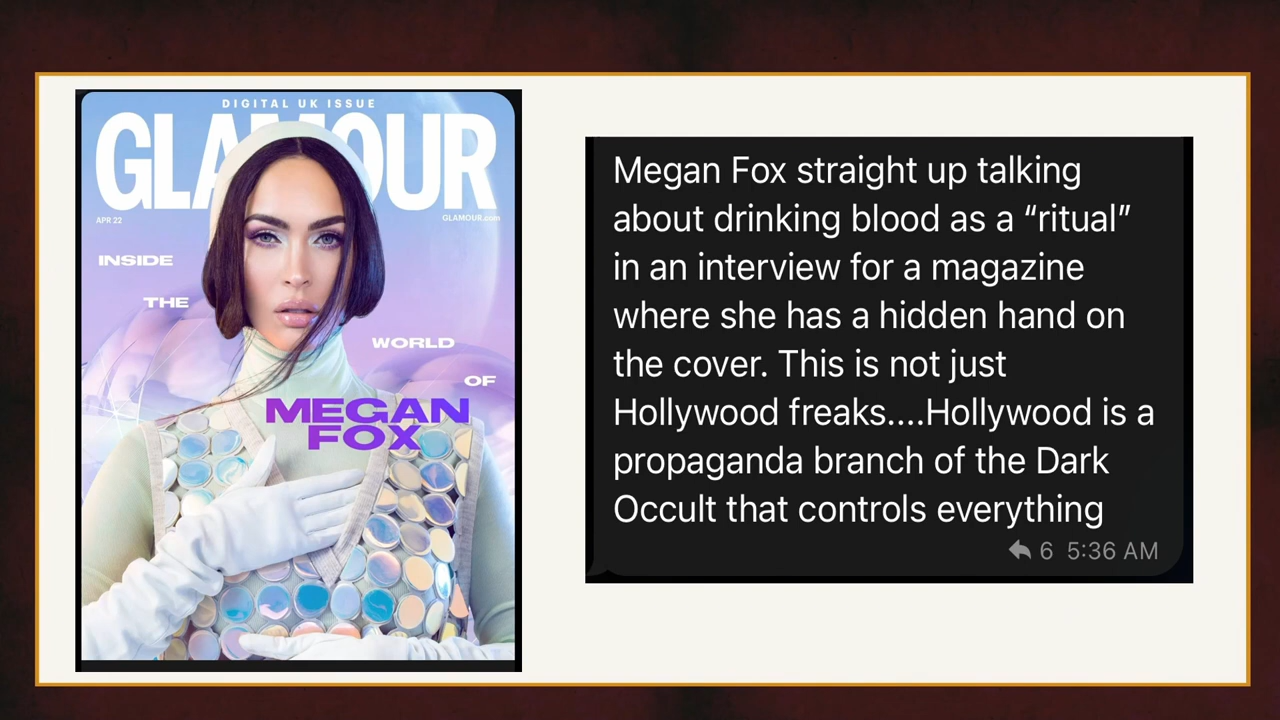 DIGITAL UK ISSUE
GLAMOUR
APR 22
GLAMOUR.com
INSIDE
THE
WORLD
OF
MEGAN
FOX
Megan Fox straight up talking
about drinking blood as a “ritual”
in an interview for a magazine
where she has a hidden hand on
the cover. This is not just
Hollywood freaks....Hollywood is a
propaganda branch of the Dark
Occult that controls everything
6 5:36 AM